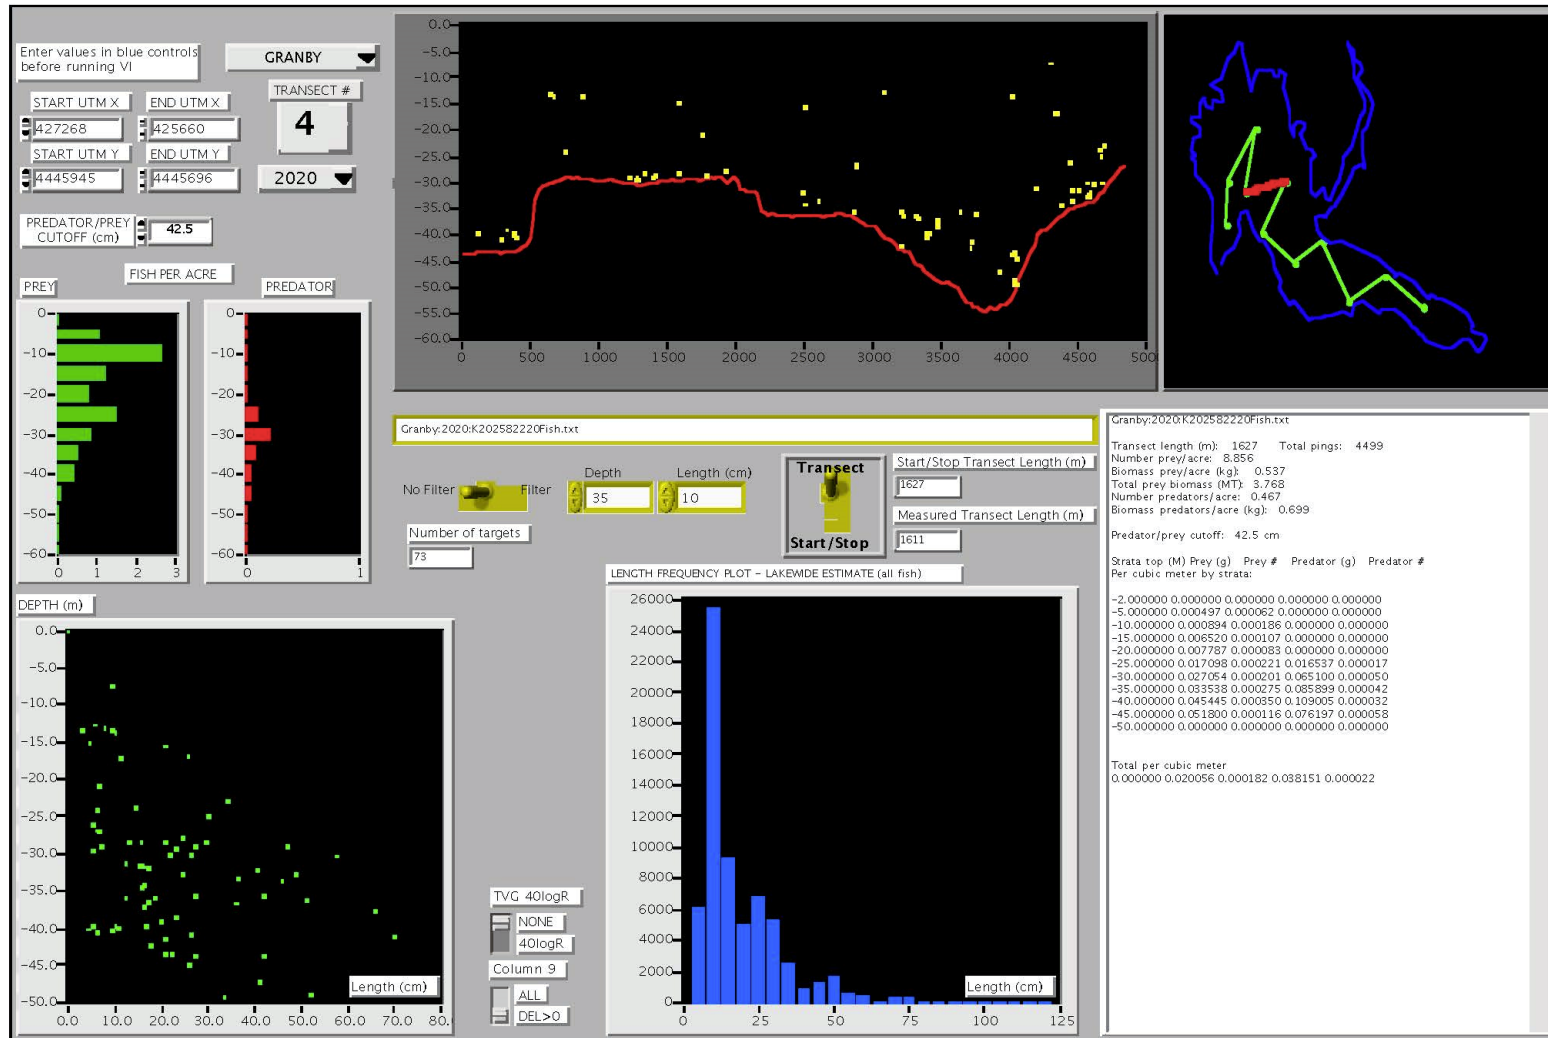 Enter values in blue controls
before running VI
GRANBY
TRANSECT #
4
START UTM X
END UTM X
427268
425660
START UTM Y
END UTM Y
4445945
4445696
2020
PREDATOR/PREY
CUTOFF (cm)
42.5
FISH PER ACRE
PREY
PREDATOR
0
-10
-20
-30
-40
-50
-60
0 1 2 3
0
-10
-20
-30
-40
-50
-60
0 1
0.0
-5.0
-10.0
-15.0
-20.0
-25.0
-30.0
-35.0
-40.0
-45.0
-50.0
-55.0
-60.0
0 500 1000 1500 2000 2500 3000 3500 4000 4500 500
Granby:2020:K202582220Fish.txt
No Filter
Filter
Depth
35
Length (cm)
10
Number of targets
73
Transect
Start/Stop
Start/Stop Transect Length (m)
1627
Measured Transect Length (m)
1611
DEPTH (m)
0.0
-5.0
-10.0
-15.0
-20.0
-25.0
-30.0
-35.0
-40.0
-45.0
-50.0
Length (cm)
0.0 10.0 20.0 30.0 40.0 50.0 60.0 70.0 80.
TVG 40logR
NONE
40logR
Column 9
ALL
DEL>0
LENGTH FREQUENCY PLOT - LAKEWIDE ESTIMATE (all fish)
26000
24000
22000
20000
18000
16000
14000
12000
10000
8000
6000
4000
2000
0
Length (cm)
0 25 50 75 100 125
Granby:2020:K202582220Fish.txt
Transect length (m): 1627 Total pings: 4499
Number prey/acre: 8.856
Biomass prey/acre (kg): 0.537
Total prey biomass (MT): 3.768
Number predators/acre: 0.467
Biomass predators/acre (kg): 0.699
Predator/prey cutoff: 42.5 cm
Strata top (M) Prey (g) Prey # Predator (g) Predator #
Per cubic meter by strata:
-2.000000 0.000000 0.000000 0.000000 0.000000
-5.000000 0.000497 0.000062 0.000000 0.000000
-10.000000 0.000894 0.000186 0.000000 0.000000
-15.000000 0.006520 0.000107 0.000000 0.000000
-20.000000 0.007787 0.000083 0.000000 0.000000
-25.000000 0.017098 0.000221 0.016537 0.000017
-30.000000 0.027054 0.000201 0.065100 0.000050
-35.000000 0.033538 0.000275 0.085899 0.000042
-40.000000 0.045445 0.000350 0.109005 0.000032
-45.000000 0.051800 0.000116 0.076197 0.000058
-50.000000 0.000000 0.000000 0.000000 0.000000
Total per cubic meter
0.000000 0.020056 0.000182 0.038151 0.000022